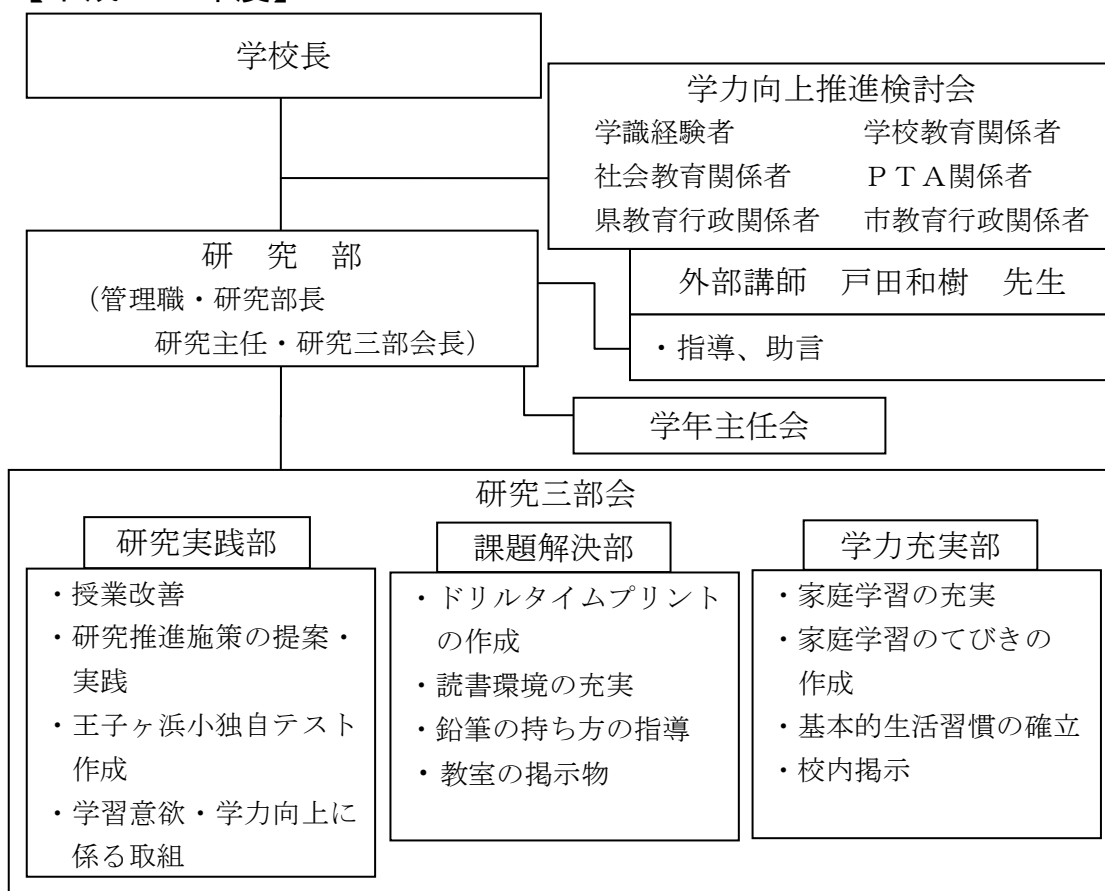 学校長
学力向上推進検討会
学識経験者 学校教育関係者
社会教育関係者 ＰＴＡ関係者
県教育行政関係者 市教育行政関係者
研 究 部
（管理職・研究部長
研究主任・研究三部会長）
外部講師 戸田和樹 先生
・指導、助言
学年主任会
研究三部会
研究実践部
・授業改善
・研究推進施策の提案・
実践
・王子ヶ浜小独自テスト
作成
・学習意欲・学力向上に
係る取組
課題解決部
・ドリルタイムプリント
の作成
・読書環境の充実
・鉛筆の持ち方の指導
・教室の掲示物
学力充実部
・家庭学習の充実
・家庭学習のてびきの
作成
・基本的生活習慣の確立
・校内掲示